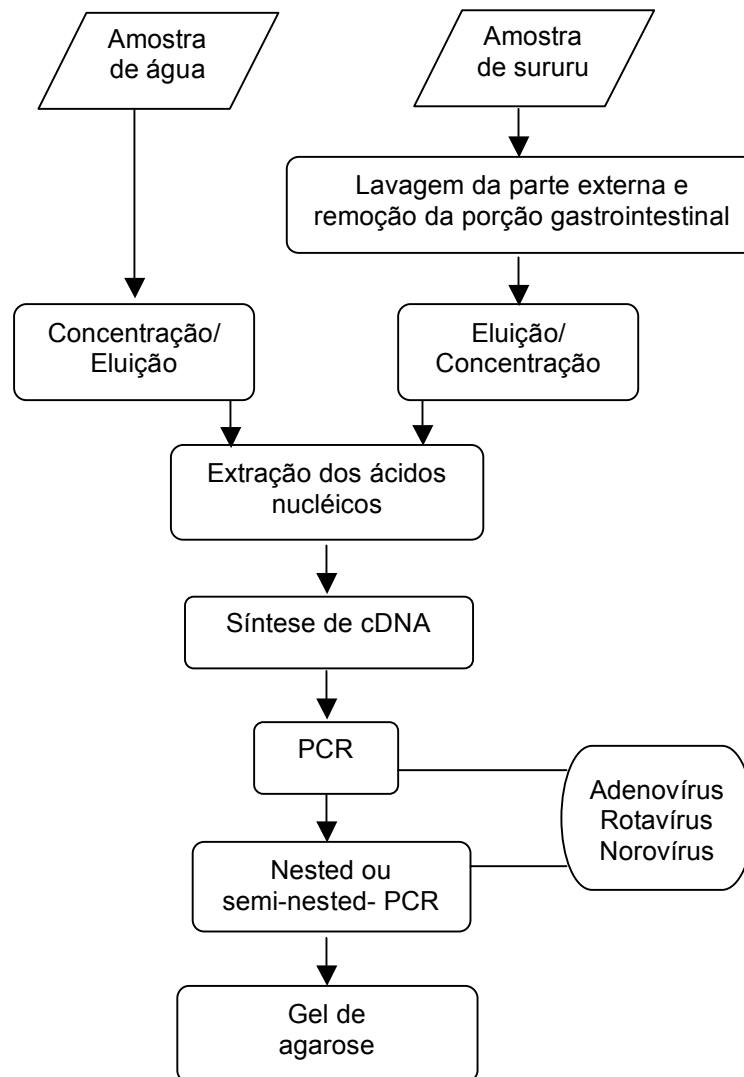 Amostra
de água
Amostra
de sururu
Lavagem da parte externa e
remoção da porção gastrointestinal
Concentração/
Eluição
Eluição/
Concentração
Extração dos ácidos
nucléicos
Síntese de cDNA
PCR
Adenovírus
Rotavírus
Norovírus
Nested ou
semi-nested- PCR
Gel de
agarose